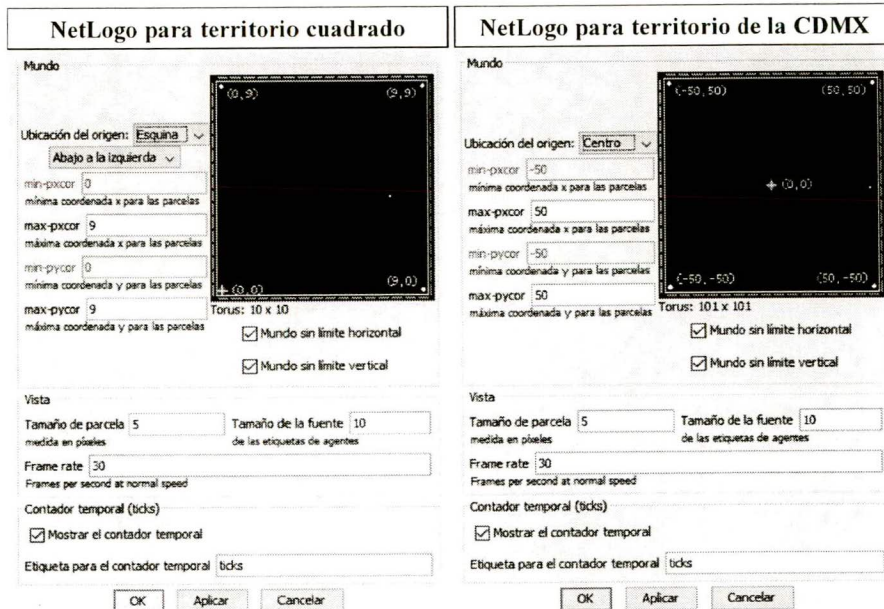 NetLogo para territorio cuadrado
Mundo
(0,9)
(9,9)
Ubicación del origen: Esquina
Abajo a la izquierda
min-pxcor 0
mínima coordenada x para las parcelas
max-pxcor 9
máxima coordenada x para las parcelas
min-pycor 0
mínima coordenada y para las parcelas
max-pycor 9
máxima coordenada y para las parcelas
(0,0)
(9,0)
Torus: 10 x 10
Mundo sin límite horizontal
Mundo sin límite vertical
Vista
Tamaño de parcela 5
medida en píxeles
Tamaño de la fuente 10
de las etiquetas de agentes
Frame rate 30
Frames per second at normal speed
Contador temporal (ticks)
Mostrar el contador temporal
Etiqueta para el contador temporal ticks
OK Aplicar Cancelar
NetLogo para territorio de la CDMX
Mundo
(-50,50)
(50,50)
Ubicación del origen: Centro
min-pxcor -50
mínima coordenada x para las parcelas
(0,0)
max-pxcor 50
máxima coordenada x para las parcelas
min-pycor -50
mínima coordenada y para las parcelas
max-pycor 50
máxima coordenada y para las parcelas
(-50,-50)
(50,-50)
Torus: 101 x 101
Mundo sin límite horizontal
Mundo sin límite vertical
Vista
Tamaño de parcela 5
medida en píxeles
Tamaño de la fuente 10
de las etiquetas de agentes
Frame rate 30
Frames per second at normal speed
Contador temporal (ticks)
Mostrar el contador temporal
Etiqueta para el contador temporal ticks
OK Aplicar Cancelar